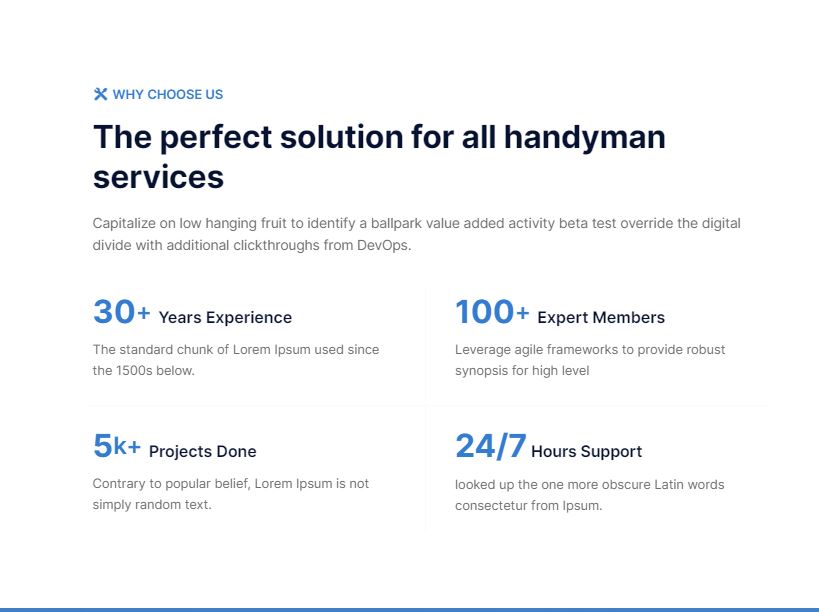 WHY CHOOSE US
The perfect solution for all handyman
services
Capitalize on low hanging fruit to identify a ballpark value added activity beta test override the digital
divide with additional clickthroughs from DevOps.
30+ Years Experience
The standard chunk of Lorem Ipsum used since
the 1500s below.
100+ Expert Members
Leverage agile frameworks to provide robust
synopsis for high level
5k+ Projects Done
Contrary to popular belief, Lorem Ipsum is not
simply random text.
24/7 Hours Support
looked up the one more obscure Latin words
consectetur from Ipsum.